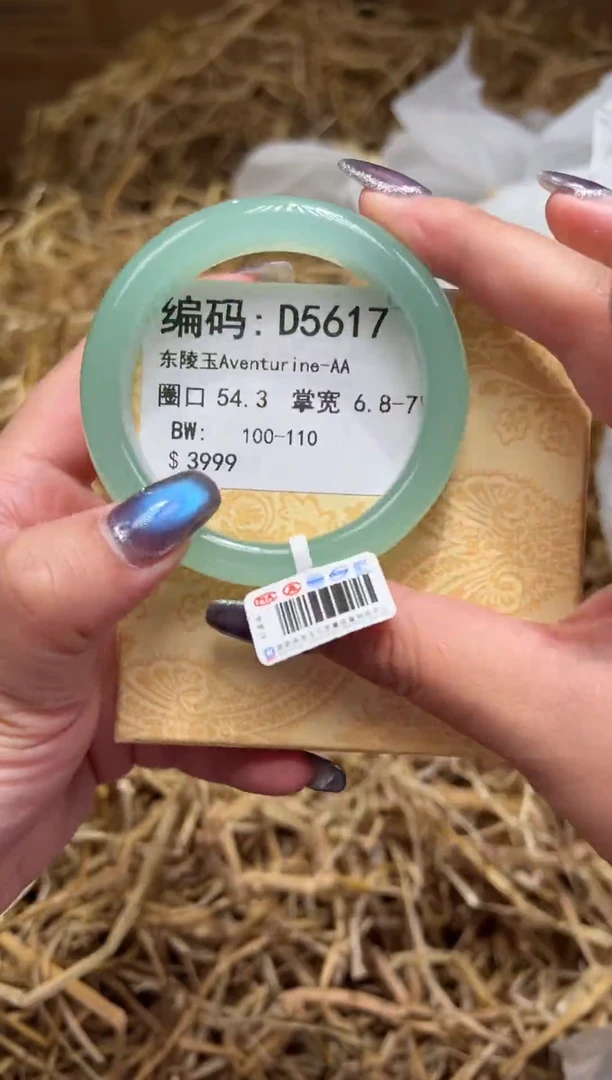 编码: D5617
东陵玉Aventurine-AA
圈口 54.3 掌宽 6.8-7
BW: 100-110
$ 3999